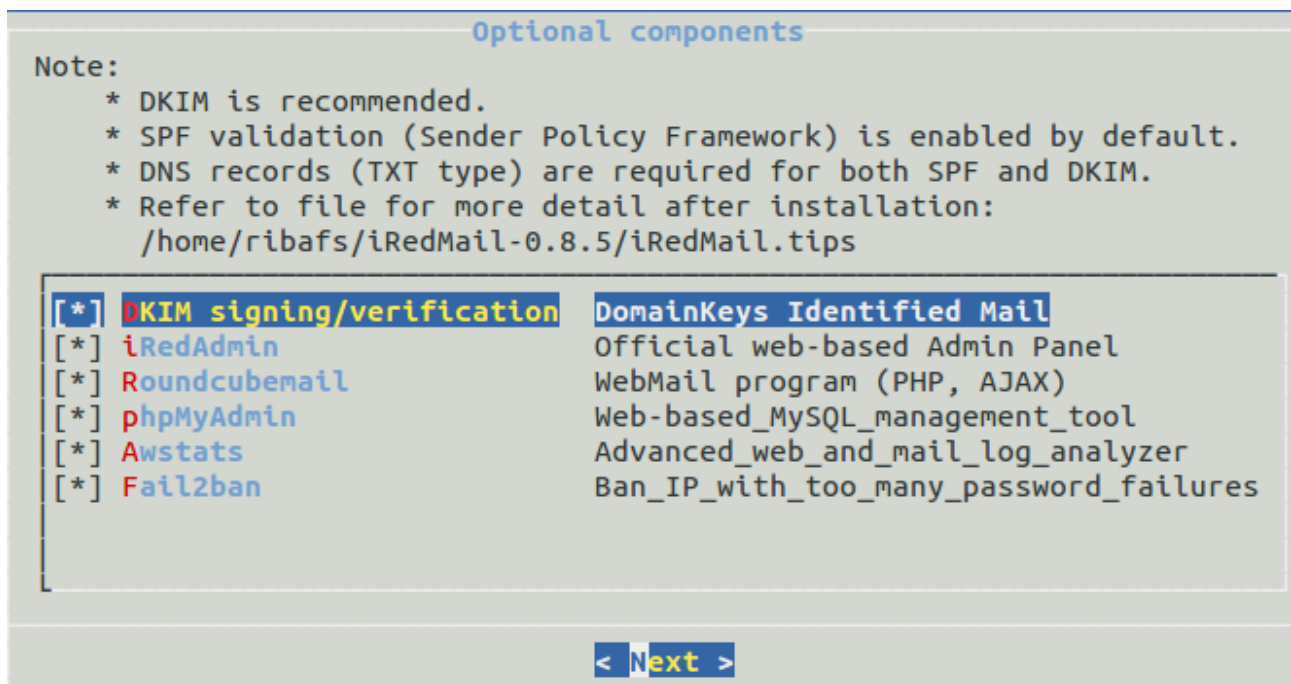 Optional components
Note:
* DKIM is recommended.
* SPF validation (Sender Policy Framework) is enabled by default.
* DNS records (TXT type) are required for both SPF and DKIM.
* Refer to file for more detail after installation:
/home/ribafs/iRedMail-0.8.5/iRedMail.tips
[*] DKIM signing/verification DomainKeys Identified Mail
[*] iRedAdmin Official web-based Admin Panel
[*] Roundcubemail WebMail program (PHP, AJAX)
[*] phpMyAdmin Web-based_MySQL_management_tool
[*] Awstats Advanced_web_and_mail_log_analyzer
[*] Fail2ban Ban_IP_with_too_many_password_failures
< Next >